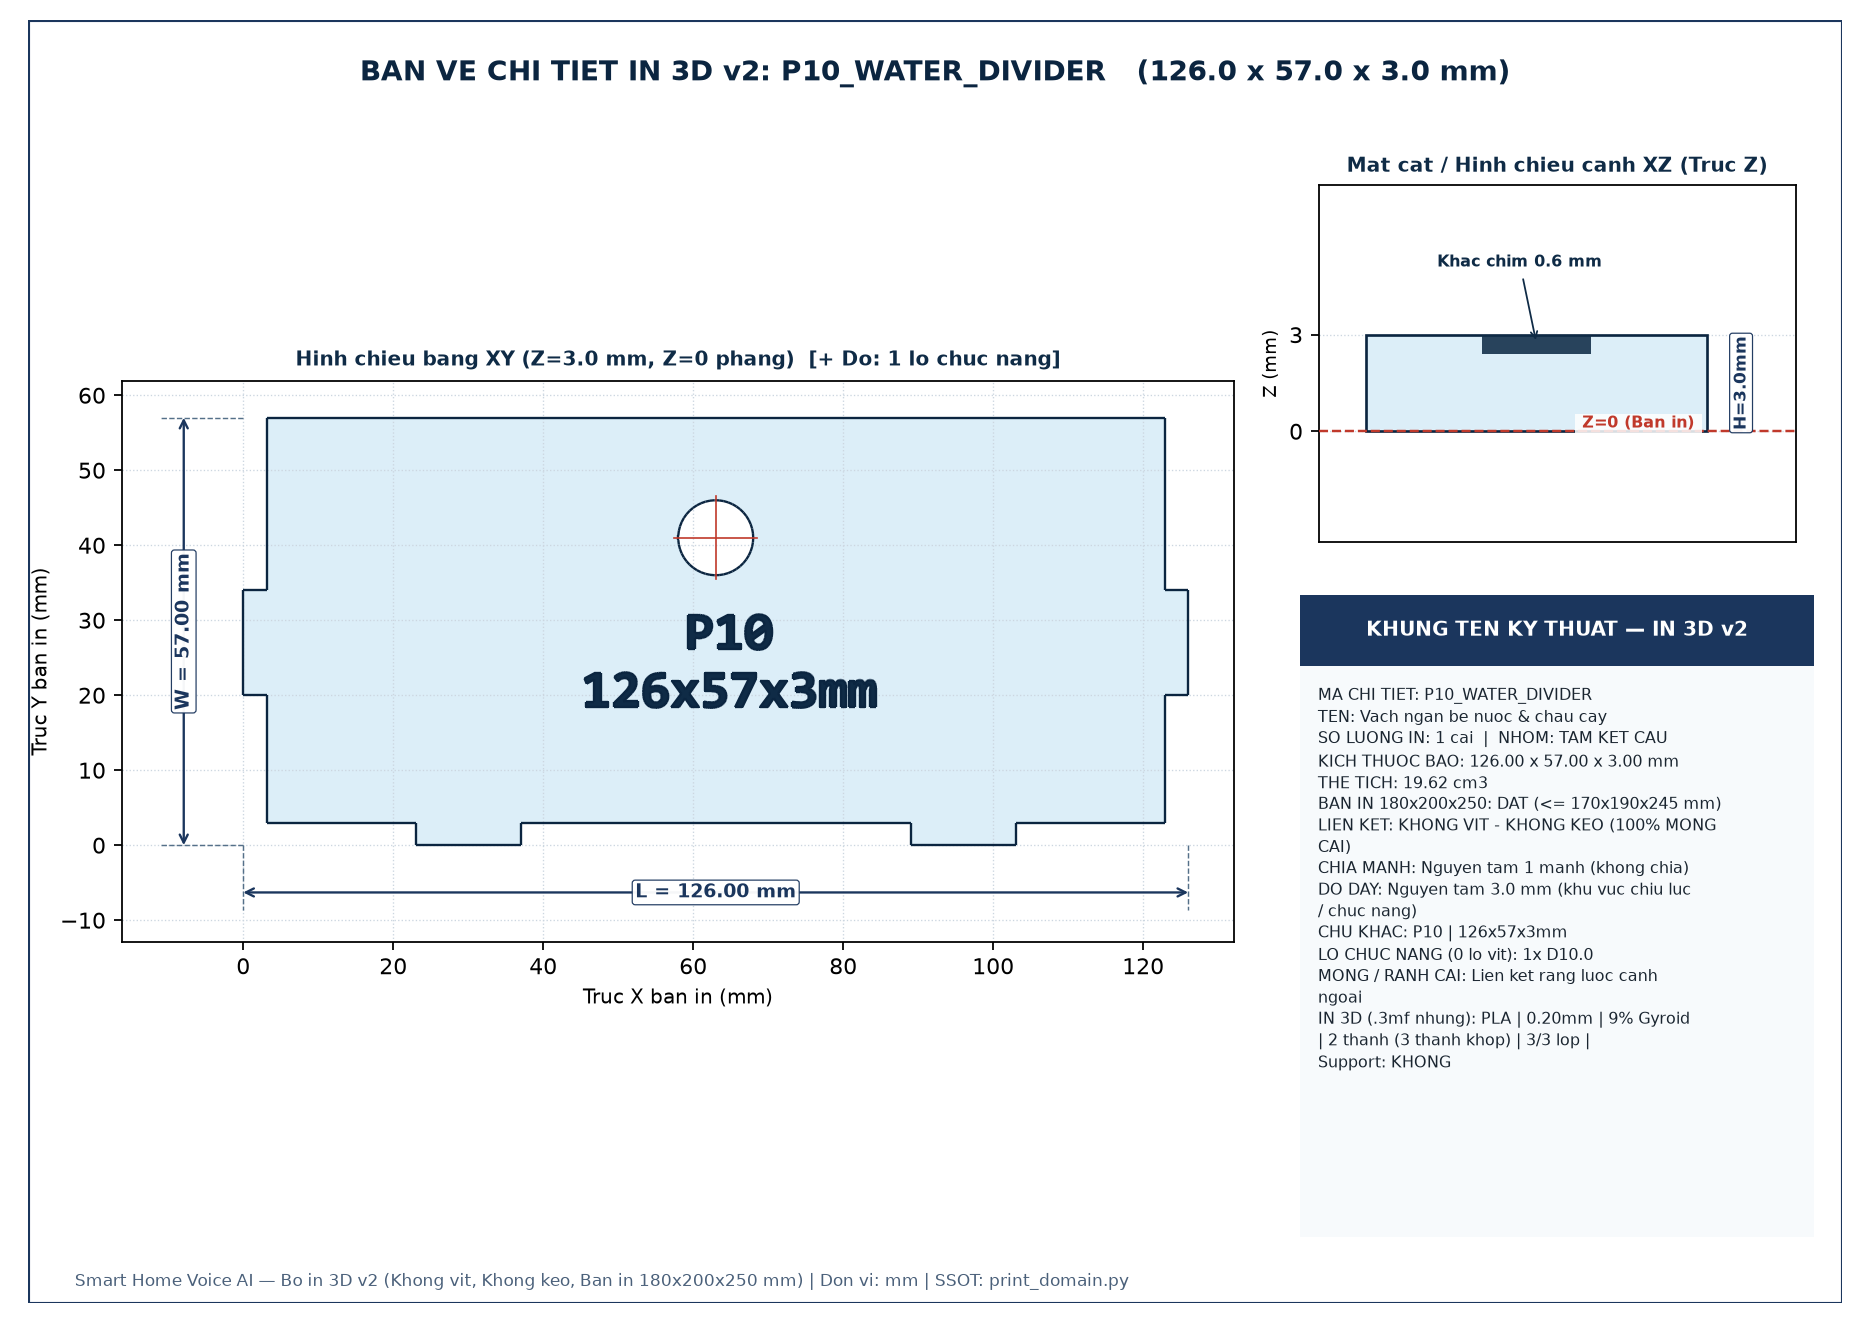 BAN VE CHI TIET IN 3D v2: P10_WATER_DIVIDER (126.0 x 57.0 x 3.0 mm)
Hinh chieu bang XY (Z=3.0 mm, Z=0 phang) [+ Do: 1 lo chuc nang]
60
50
40
30
20
10
0
−10
Truc Y ban in (mm)
W = 57.00 mm
P10
126x57x3mm
L = 126.00 mm
0 20 40 60 80 100 120
Truc X ban in (mm)
Mat cat / Hinh chieu canh XZ (Truc Z)
Khac chim 0.6 mm
3
0
Z (mm)
Z=0 (Ban in)
H=3.0mm
KHUNG TEN KY THUAT — IN 3D v2
MA CHI TIET: P10_WATER_DIVIDER
TEN: Vach ngan be nuoc & chau cay
SO LUONG IN: 1 cai | NHOM: TAM KET CAU
KICH THUOC BAO: 126.00 x 57.00 x 3.00 mm
THE TICH: 19.62 cm3
BAN IN 180x200x250: DAT (<= 170x190x245 mm)
LIEN KET: KHONG VIT - KHONG KEO (100% MONG
CAI)
CHIA MANH: Nguyen tam 1 manh (khong chia)
DO DAY: Nguyen tam 3.0 mm (khu vuc chiu luc
/ chuc nang)
CHU KHAC: P10 | 126x57x3mm
LO CHUC NANG (0 lo vit): 1x D10.0
MONG / RANH CAI: Lien ket rang luoc canh
ngoai
IN 3D (.3mf nhung): PLA | 0.20mm | 9% Gyroid
| 2 thanh (3 thanh khop) | 3/3 lop |
Support: KHONG
Smart Home Voice AI — Bo in 3D v2 (Khong vit, Khong keo, Ban in 180x200x250 mm) | Don vi: mm | SSOT: print_domain.py